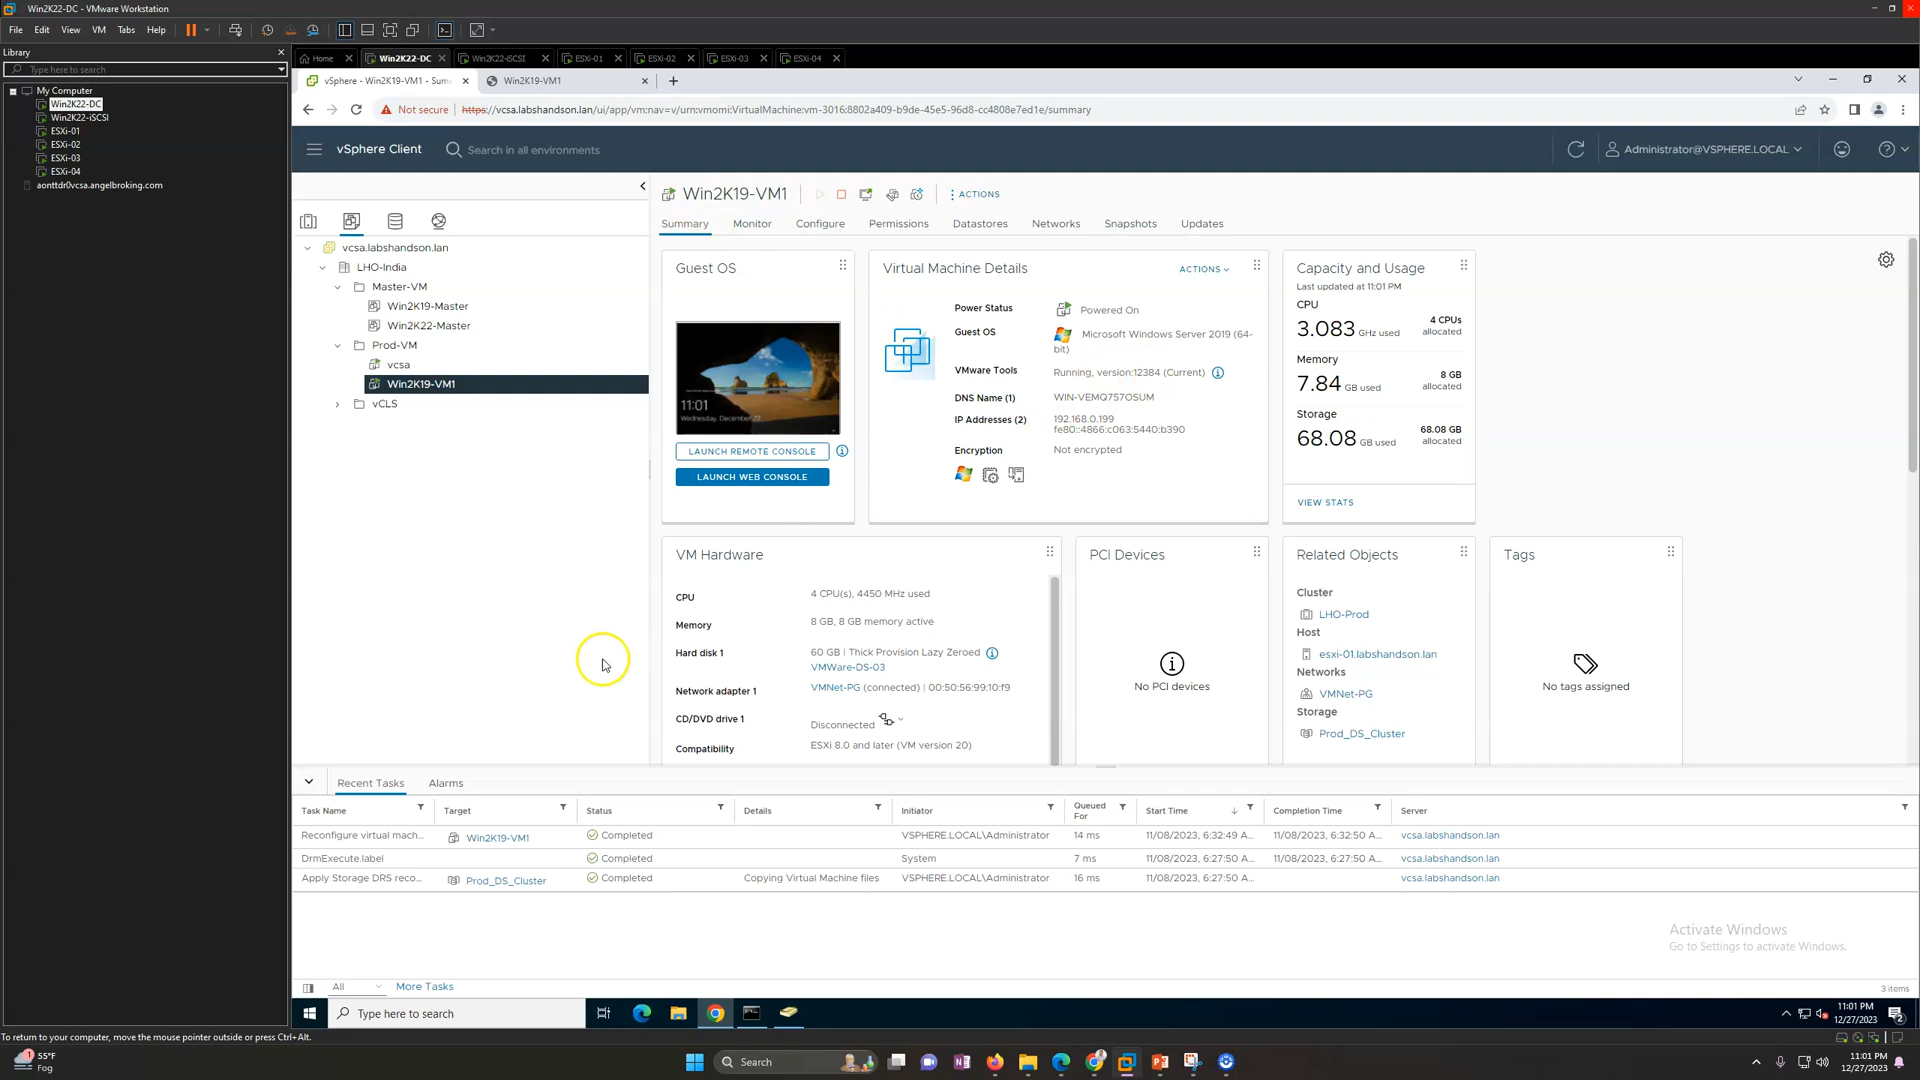 Win2K22-DC - VMware Workstation
File Edit View VM Tabs Help
Library
Type here to search
My Computer
Win2K22-DC
Win2K22-iSCSI
ESXi-01
ESXi-02
ESXi-03
ESXi-04
aonttdr0vcsa.angelbroking.com
Home Win2K22-DC Win2K22-iSCSI ESXi-01 ESXi-02 ESXi-03 ESXi-04
vSphere - Win2K19-VM1 - Summ Win2K19-VM1
Not secure https://vcsa.labshandson.lan/ui/app/vm;nav=v/urn:vmomi:VirtualMachine:vm-3016:8802a409-b9de-45e5-96d8-cc4808e7ed1e/summary
vSphere Client Search in all environments Administrator@VSPHERE.LOCAL
vcsa.labshandson.lan
LHO-India
Master-VM
Win2K19-Master
Win2K22-Master
Prod-VM
vcsa
Win2K19-VM1
vCLS
Win2K19-VM1 ACTIONS
Summary Monitor Configure Permissions Datastores Networks Snapshots Updates
Guest OS
11:01
Wednesday, December 27
LAUNCH REMOTE CONSOLE
LAUNCH WEB CONSOLE
Virtual Machine Details ACTIONS
Power Status Powered On
Guest OS Microsoft Windows Server 2019 (64-
bit)
VMware Tools Running, version:12384 (Current)
DNS Name (1) WIN-VEMQ757OSUM
IP Addresses (2) 192.168.0.199
fe80::4866:c063:5440:b390
Encryption Not encrypted
Capacity and Usage
Last updated at 11:01 PM
CPU
3.083 GHz used 4 CPUs
allocated
Memory
7.84 GB used 8 GB
allocated
Storage
68.08 GB used 68.08 GB
allocated
VIEW STATS
VM Hardware
CPU 4 CPU(s), 4450 MHz used
Memory 8 GB, 8 GB memory active
Hard disk 1 60 GB | Thick Provision Lazy Zeroed
VMWare-DS-03
Network adapter 1 VMNet-PG (connected) | 00:50:56:99:10:f9
CD/DVD drive 1 Disconnected
Compatibility ESXi 8.0 and later (VM version 20)
PCI Devices
No PCI devices
Related Objects
Cluster
LHO-Prod
Host
esxi-01.labshandson.lan
Networks
VMNet-PG
Storage
Prod_DS_Cluster
Tags
No tags assigned
Recent Tasks Alarms
Task Name Target Status Details Initiator Queued For Start Time Completion Time Server
Reconfigure virtual mach... Win2K19-VM1 Completed VSPHERE.LOCAL\Administrator 14 ms 11/08/2023, 6:32:49 A... 11/08/2023, 6:32:50 A... vcsa.labshandson.lan
DrmExecute.label Completed System 7 ms 11/08/2023, 6:27:50 A... 11/08/2023, 6:27:50 A... vcsa.labshandson.lan
Apply Storage DRS reco... Prod_DS_Cluster Completed Copying Virtual Machine files VSPHERE.LOCAL\Administrator 16 ms 11/08/2023, 6:27:50 A... 11/08/2023, 6:27:50 A... vcsa.labshandson.lan
Activate Windows
Go to Settings to activate Windows.
All More Tasks 3 items
Type here to search 11:01 PM
12/27/2023 2
To return to your computer, move the mouse pointer outside or press Ctrl+Alt.
1 55°F
Fog
Search
11:01 PM
12/27/2023